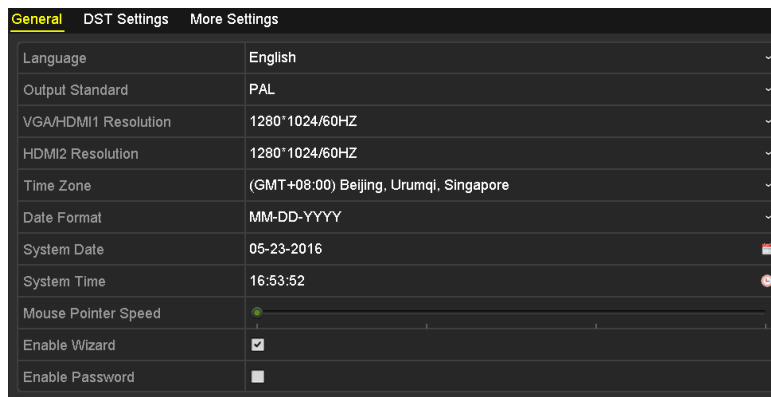 General DST Settings More Settings
Language English
Output Standard PAL
VGA/HDMI1 Resolution 1280*1024/60HZ
HDMI2 Resolution 1280*1024/60HZ
Time Zone (GMT+08:00) Beijing, Urumqi, Singapore
Date Format MM-DD-YYYY
System Date 05-23-2016
System Time 16:53:52
Mouse Pointer Speed
Enable Wizard
Enable Password